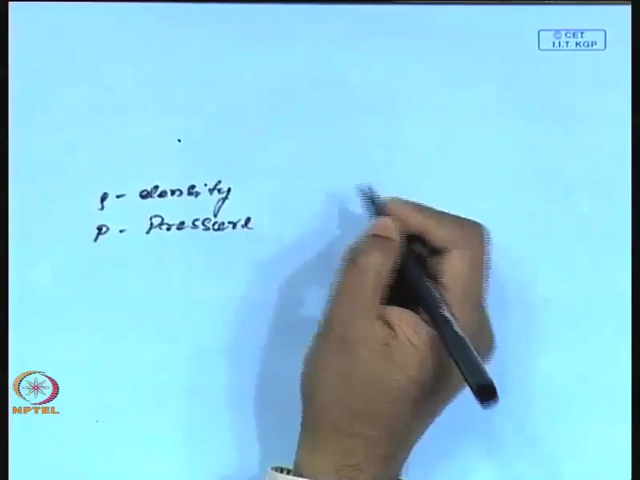 © CET
I.I.T. KGP
ρ - density
p - Pressure
NPTEL